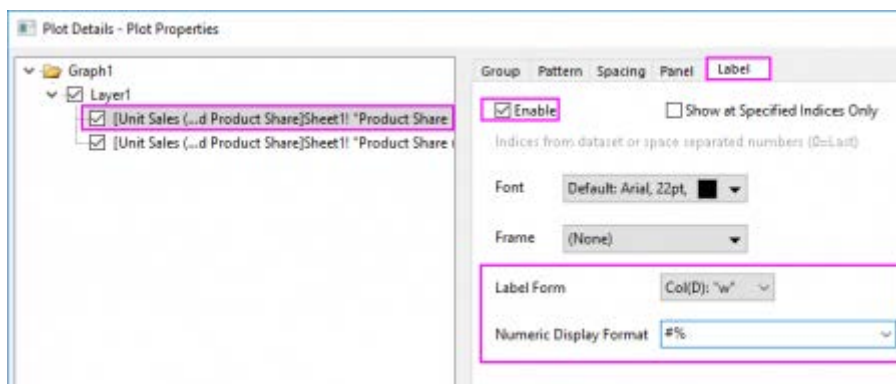 Plot Details - Plot Properties
Graph1
Layer1
[Unit Sales (...d Product Share]Sheet1! "Product Share
[Unit Sales (...d Product Share]Sheet1! "Product Share
Group Pattern Spacing Panel Label
Enable Show at Specified Indices Only
Indices from dataset or space separated numbers (0=Last)
Font Default: Arial, 22pt,
Frame (None)
Label Form Col(D): "w"
Numeric Display Format #%